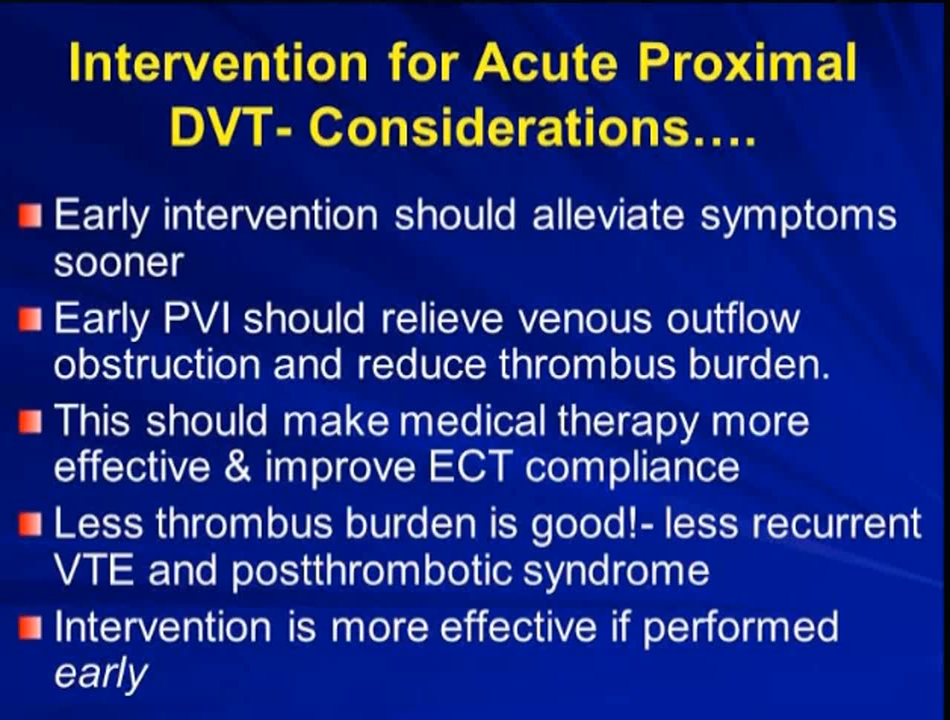 Intervention for Acute Proximal
DVT- Considerations....
Early intervention should alleviate symptoms
sooner
Early PVI should relieve venous outflow
obstruction and reduce thrombus burden.
This should make medical therapy more
effective & improve ECT compliance
Less thrombus burden is good!- less recurrent
VTE and postthrombotic syndrome
Intervention is more effective if performed
early